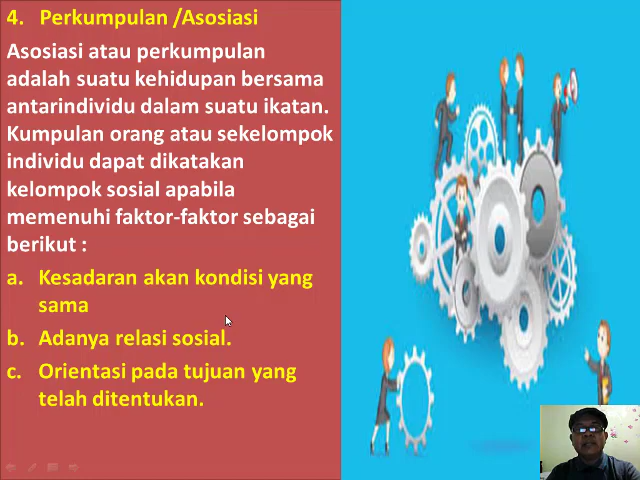 4. Perkumpulan /Asosiasi
Asosiasi atau perkumpulan
adalah suatu kehidupan bersama
antarindividu dalam suatu ikatan.
Kumpulan orang atau sekelompok
individu dapat dikatakan
kelompok sosial apabila
memenuhi faktor-faktor sebagai
berikut :
a. Kesadaran akan kondisi yang
sama
b. Adanya relasi sosial.
c. Orientasi pada tujuan yang
telah ditentukan.